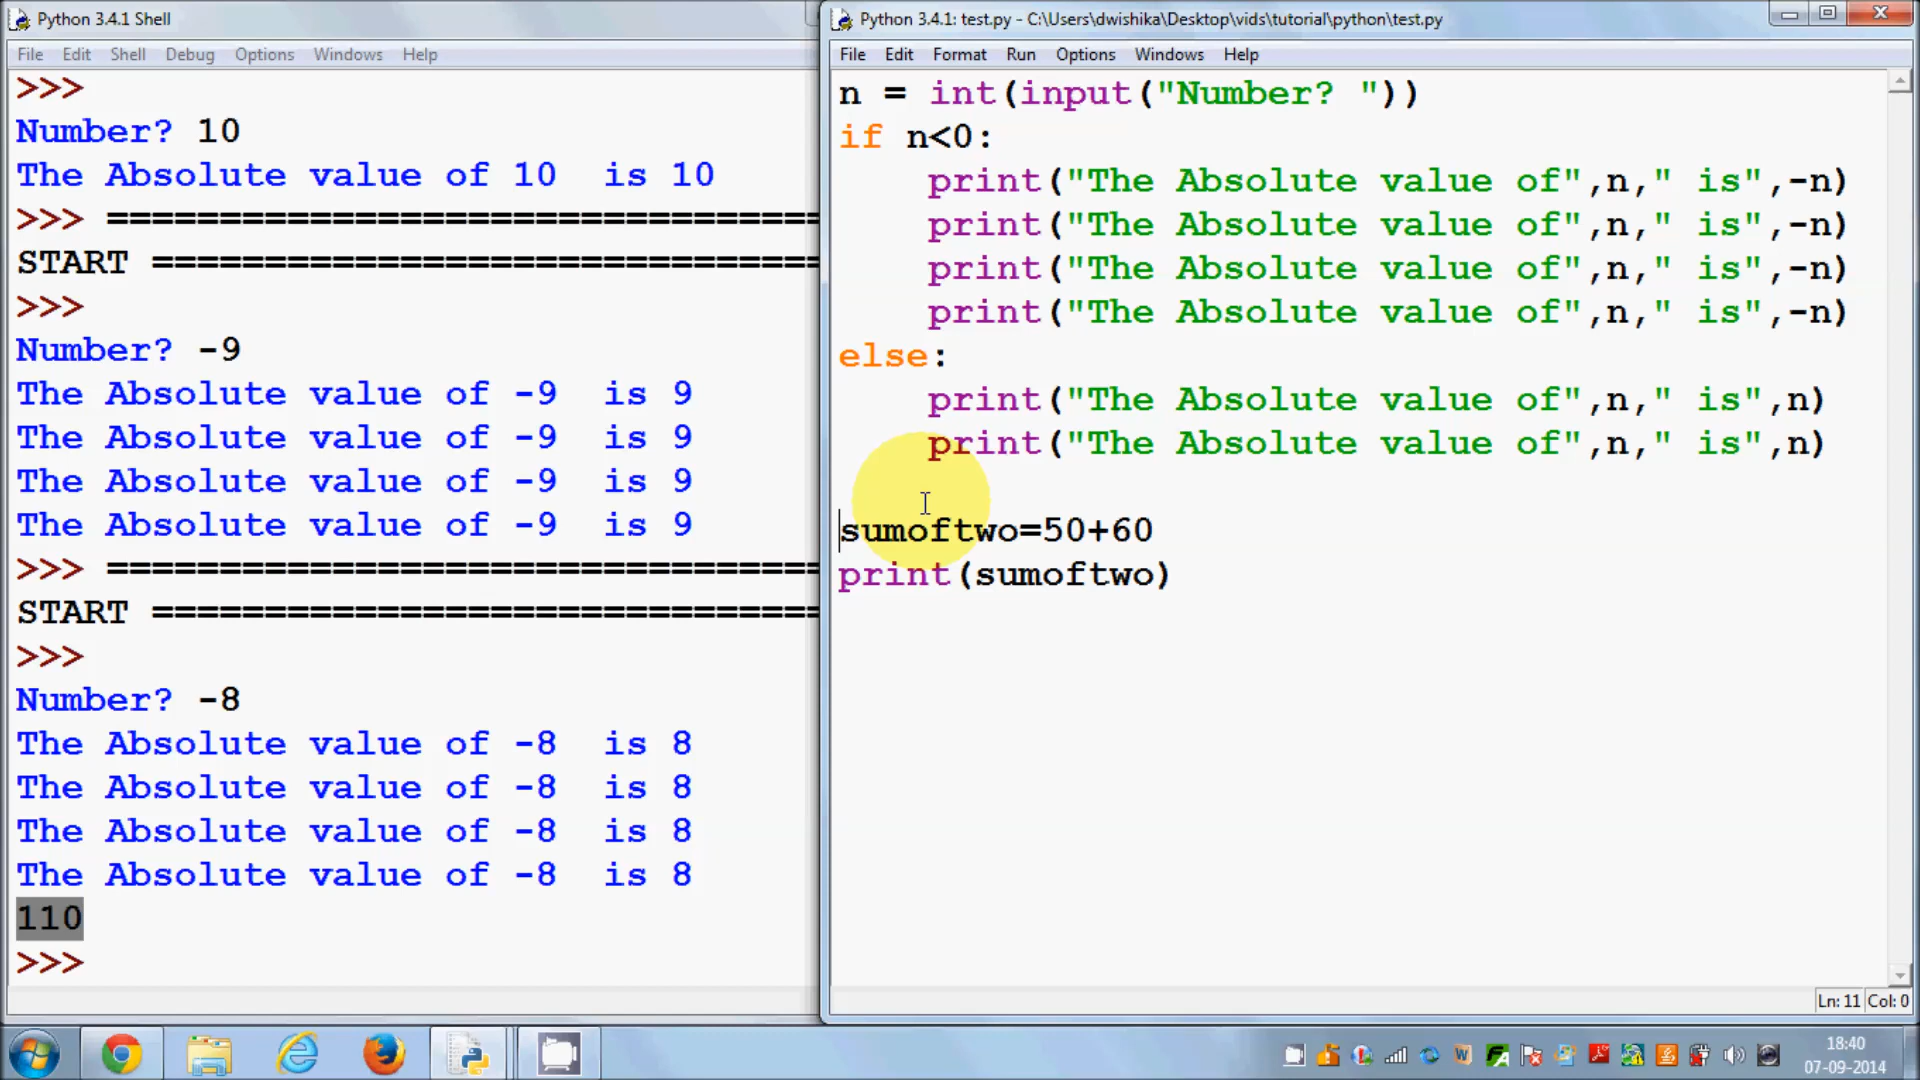 Python 3.4.1 Shell
File Edit Shell Debug Options Windows Help
>>>
Number? 10
The Absolute value of 10  is 10
>>> ================================
START ==============================
>>>
Number? -9
The Absolute value of -9  is 9
The Absolute value of -9  is 9
The Absolute value of -9  is 9
The Absolute value of -9  is 9
>>> ================================
START ==============================
>>>
Number? -8
The Absolute value of -8  is 8
The Absolute value of -8  is 8
The Absolute value of -8  is 8
The Absolute value of -8  is 8
110
>>>
Python 3.4.1: test.py - C:\Users\dwishika\Desktop\vids\tutorial\python\test.py
File Edit Format Run Options Windows Help
n = int(input("Number? "))
if n<0:
    print("The Absolute value of",n," is",-n)
    print("The Absolute value of",n," is",-n)
    print("The Absolute value of",n," is",-n)
    print("The Absolute value of",n," is",-n)
else:
    print("The Absolute value of",n," is",n)
    print("The Absolute value of",n," is",n)
sumoftwo=50+60
print(sumoftwo)
Ln: 11 Col: 0
18:40
07-09-2014